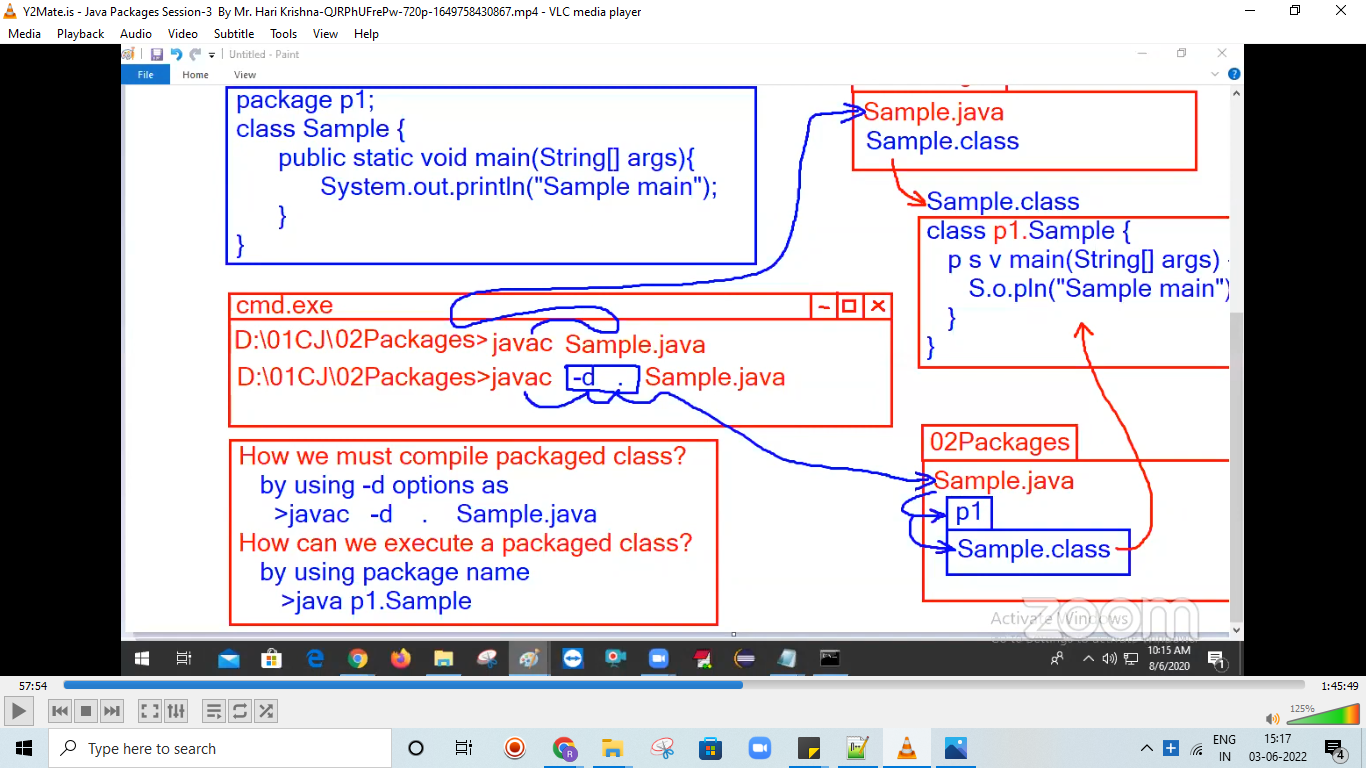 Y2Mate.is - Java Packages Session-3 By Mr. Hari Krishna-QJRPhUFrePw-720p-1649758430867.mp4 - VLC media player
Media Playback Audio Video Subtitle Tools View Help
Untitled - Paint
File Home View
package p1;
class Sample {
public static void main(String[] args){
System.out.println("Sample main");
}
}
Sample.java
Sample.class
Sample.class
class p1.Sample {
p s v main(String[] args)
S.o.pln("Sample main")
}
}
cmd.exe
D:\01CJ\02Packages>javac Sample.java
D:\01CJ\02Packages>javac -d . Sample.java
How we must compile packaged class?
by using -d options as
>javac -d . Sample.java
How can we execute a packaged class?
by using package name
>java p1.Sample
02Packages
Sample.java
p1
Sample.class
Activate Windows
zoom
10:15 AM
8/6/2020
1
57:54
1:45:49
125%
Type here to search
ENG
IN
15:17
03-06-2022
4